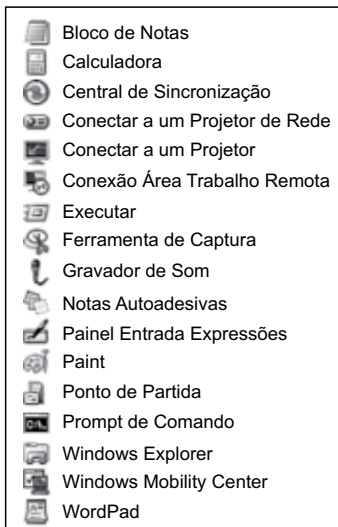 Bloco de Notas
Calculadora
Central de Sincronização
Conectar a um Projetor de Rede
Conectar a um Projetor
Conexão Área Trabalho Remota
Executar
Ferramenta de Captura
Gravador de Som
Notas Autoadesivas
Painel Entrada Expressões
Paint
Ponto de Partida
Prompt de Comando
Windows Explorer
Windows Mobility Center
WordPad